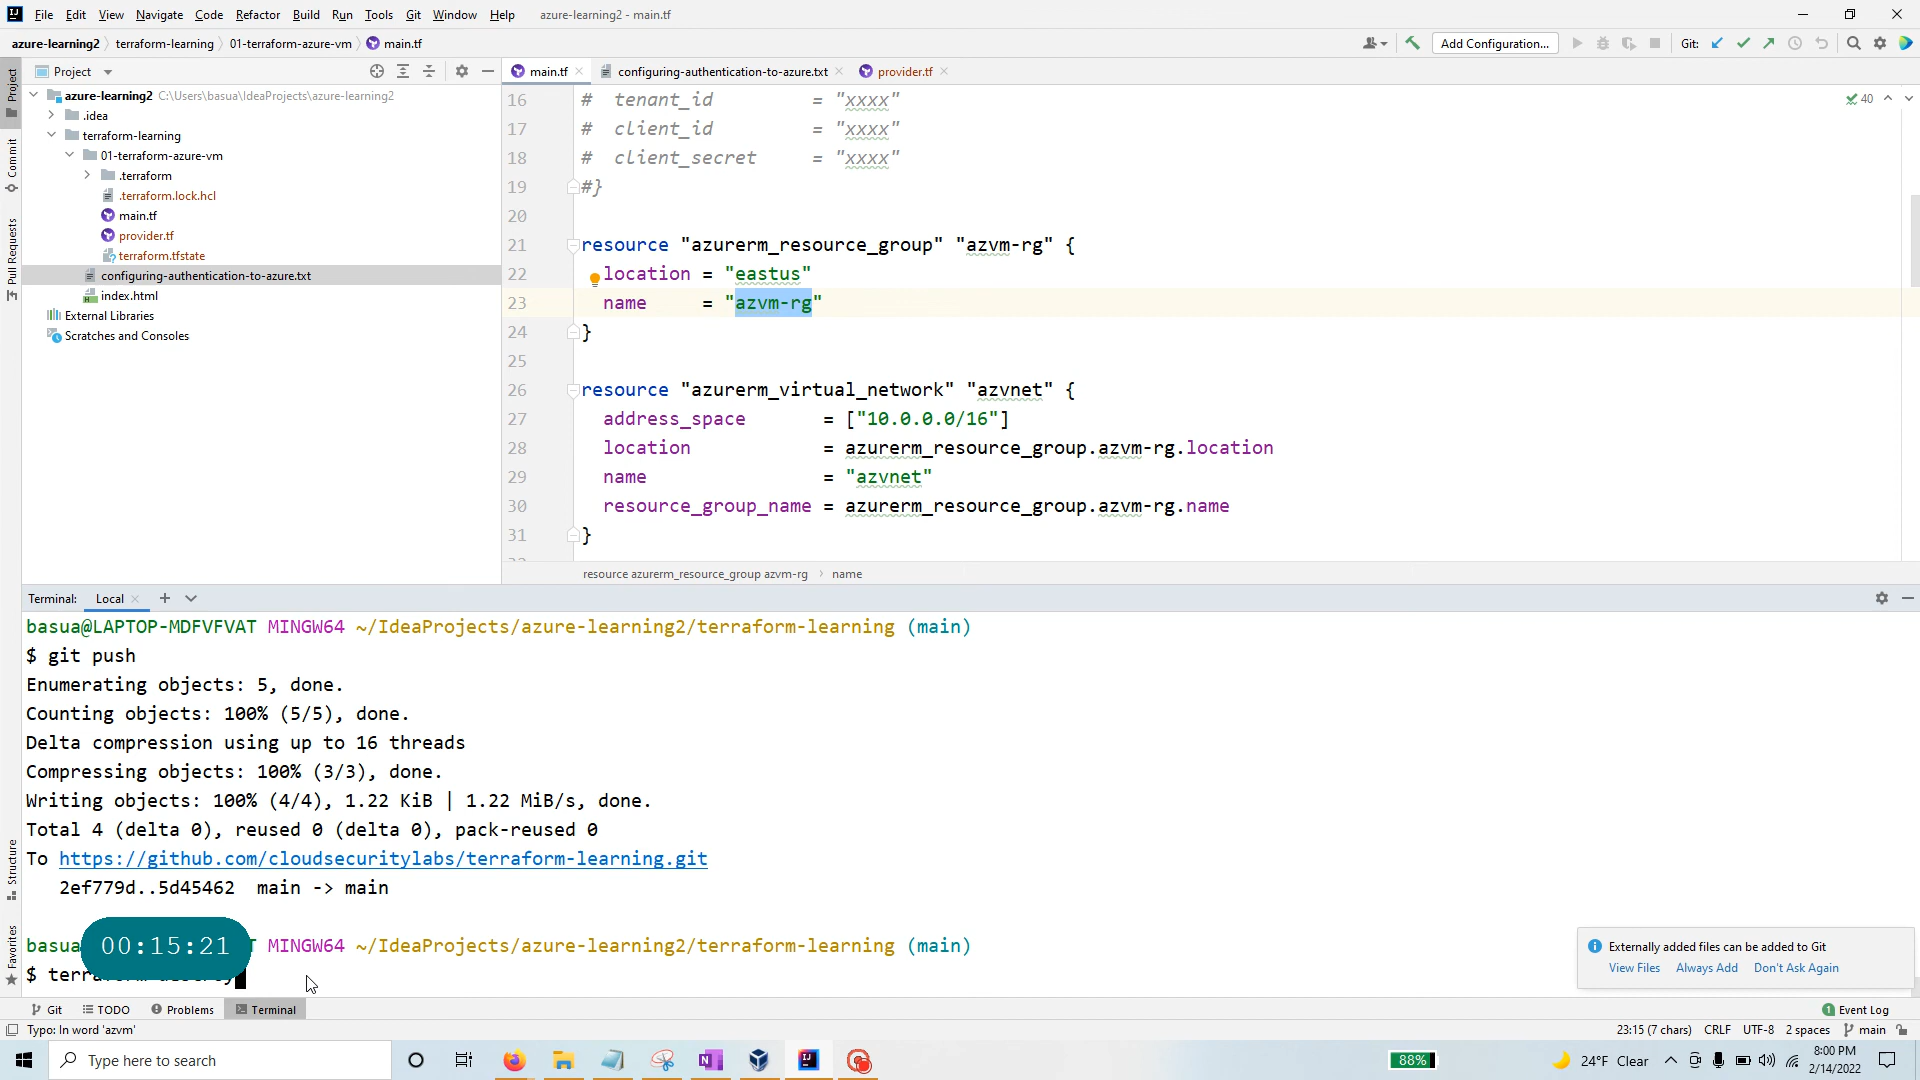 File Edit View Navigate Code Refactor Build Run Tools Git Window Help azure-learning2 - main.tf
azure-learning2 terraform-learning 01-terraform-azure-vm main.tf Add Configuration... Git:
Project main.tf configuring-authentication-to-azure.txt provider.tf
azure-learning2 C:\Users\basua\IdeaProjects\azure-learning2
.idea
terraform-learning
01-terraform-azure-vm
.terraform
.terraform.lock.hcl
main.tf
provider.tf
terraform.tfstate
configuring-authentication-to-azure.txt
index.html
External Libraries
Scratches and Consoles
Project
Commit
Pull Requests
Structure
Favorites
40
16 # tenant_id = "xxxx"
17 # client_id = "xxxx"
18 # client_secret = "xxxx"
19 #}
20
21 resource "azurerm_resource_group" "azvm-rg" {
22 location = "eastus"
23 name = "azvm-rg"
24 }
25
26 resource "azurerm_virtual_network" "azvnet" {
27 address_space = ["10.0.0.0/16"]
28 location = azurerm_resource_group.azvm-rg.location
29 name = "azvnet"
30 resource_group_name = azurerm_resource_group.azvm-rg.name
31 }
resource azurerm_resource_group azvm-rg name
Terminal: Local
basua@LAPTOP-MDFVFVAT MINGW64 ~/IdeaProjects/azure-learning2/terraform-learning (main)
$ git push
Enumerating objects: 5, done.
Counting objects: 100% (5/5), done.
Delta compression using up to 16 threads
Compressing objects: 100% (3/3), done.
Writing objects: 100% (4/4), 1.22 KiB | 1.22 MiB/s, done.
Total 4 (delta 0), reused 0 (delta 0), pack-reused 0
To https://github.com/cloudsecuritylabs/terraform-learning.git
2ef779d..5d45462 main -> main
basua T MINGW64 ~/IdeaProjects/azure-learning2/terraform-learning (main)
00:15:21
$ terraform destroy
Externally added files can be added to Git
View Files Always Add Don't Ask Again
Git TODO Problems Terminal 1 Event Log
Typo: In word 'azvm' 23:15 (7 chars) CRLF UTF-8 2 spaces main
Type here to search 88% 24°F Clear 8:00 PM
2/14/2022